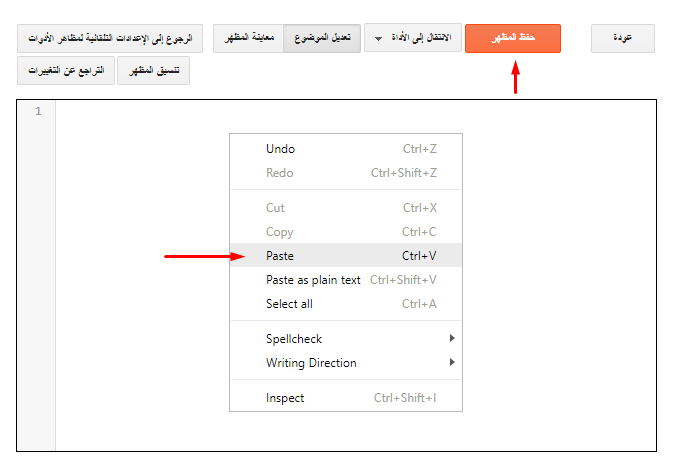 عودة
حفظ المظهر
الانتقال إلى الأداة
تعديل الموضوع
معاينة المظهر
الرجوع إلى الإعدادات التلقائية لمظاهر الأدوات
تنسيق المظهر
التراجع عن التغييرات
1
Undo Ctrl+Z
Redo Ctrl+Shift+Z
Cut Ctrl+X
Copy Ctrl+C
Paste Ctrl+V
Paste as plain text Ctrl+Shift+V
Select all Ctrl+A
Spellcheck
Writing Direction
Inspect Ctrl+Shift+I